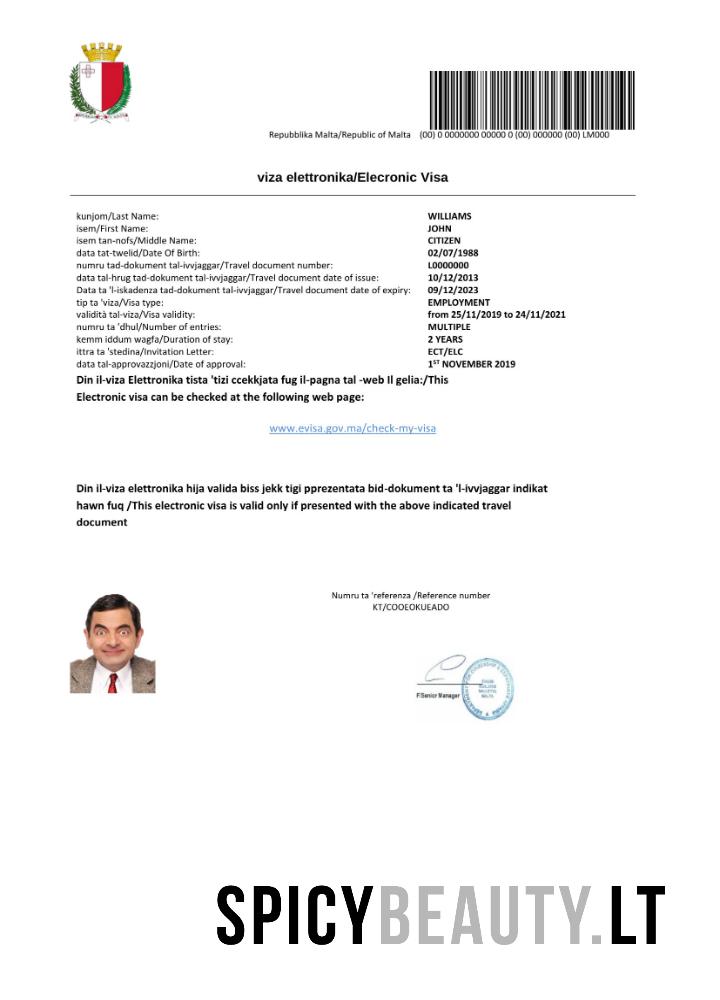 Repubblika Malta/Republic of Malta (00) 0 0000000 00000 0 (00) 000000 (00) LM000
viza elettronika/Elecronic Visa
kunjom/Last Name: WILLIAMS
isem/First Name: JOHN
isem tan-nofs/Middle Name: CITIZEN
data tat-twelid/Date Of Birth: 02/07/1988
numru tad-dokument tal-ivvjaggar/Travel document number: L0000000
data tal-hrug tad-dokument tal-ivvjaggar/Travel document date of issue: 10/12/2013
Data ta 'l-iskadenza tad-dokument tal-ivvjaggar/Travel document date of expiry: 09/12/2023
tip ta 'viza/Visa type: EMPLOYMENT
validità tal-viza/Visa validity: from 25/11/2019 to 24/11/2021
numru ta 'dhul/Number of entries: MULTIPLE
kemm iddum wagfa/Duration of stay: 2 YEARS
ittra ta 'stedina/Invitation Letter: ECT/ELC
data tal-approvazzjoni/Date of approval: 1ST NOVEMBER 2019
Din il-viza Elettronika tista 'tizi ccekkjata fug il-pagna tal -web Il gelia:/This
Electronic visa can be checked at the following web page:
www.evisa.gov.ma/check-my-visa
Din il-viza elettronika hija valida biss jekk tigi pprezentata bid-dokument ta 'l-ivvjaggar indikat
hawn fuq /This electronic visa is valid only if presented with the above indicated travel
document
Numru ta 'referenza /Reference number
KT/COOEOKUEADO
F/Senior Manager
SPICYBEAUTY.LT